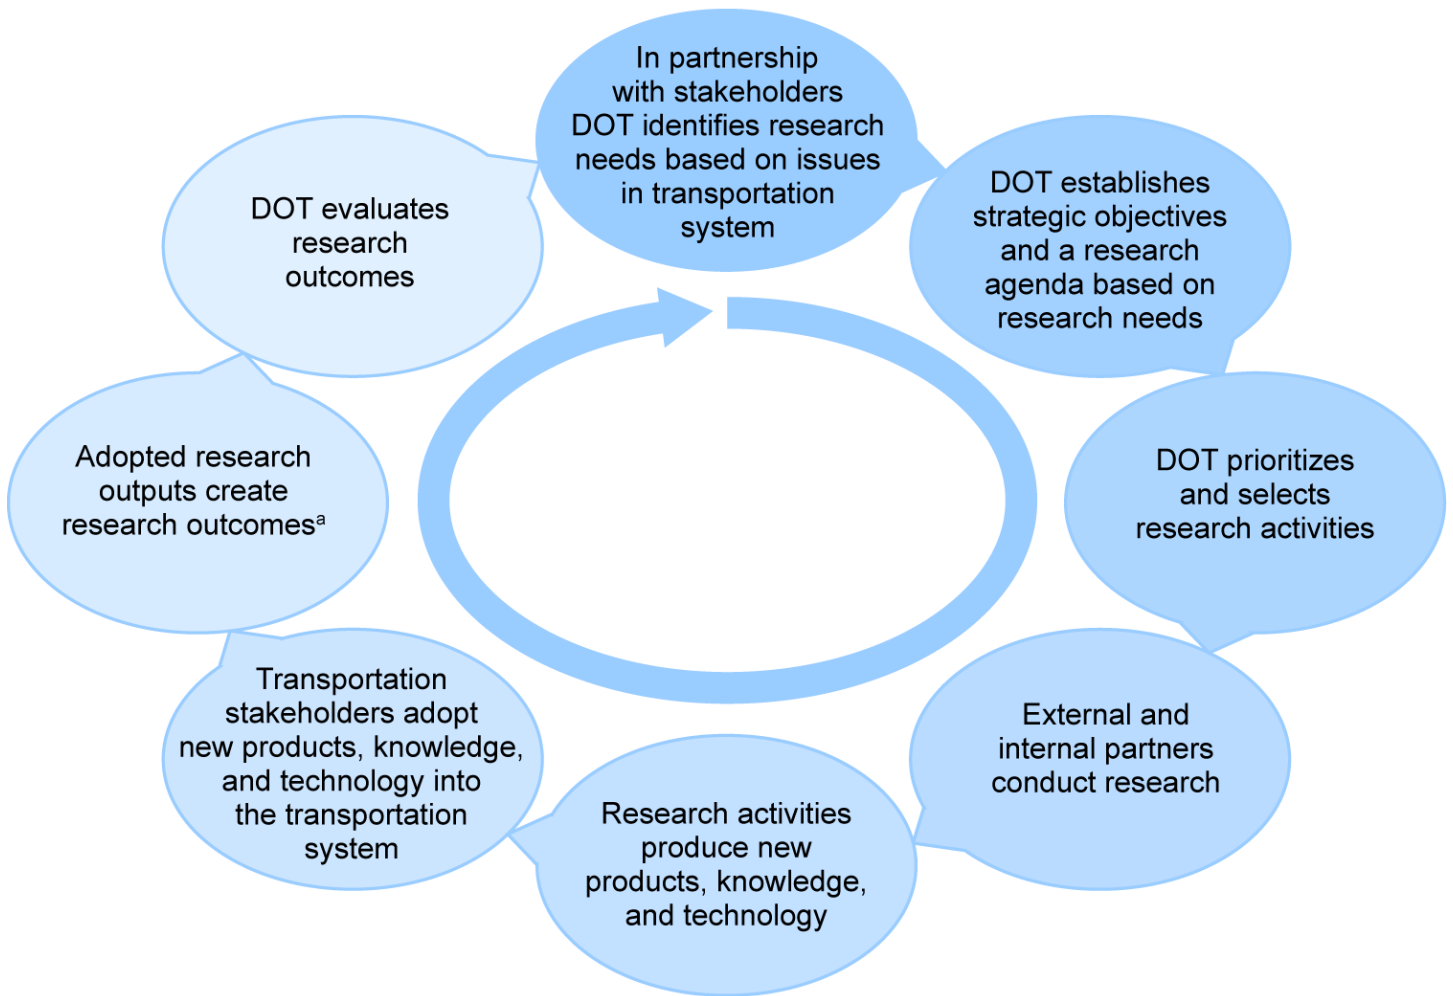 In partnership
with stakeholders
DOT identifies research
needs based on issues
in transportation
system
DOT establishes
strategic objectives
and a research
agenda based on
research needs
DOT prioritizes
and selects
research activities
External and
internal partners
conduct research
Research activities
produce new
products, knowledge,
and technology
Transportation
stakeholders adopt
new products, knowledge,
and technology into
the transportation
system
Adopted research
outputs create
research outcomesᵃ
DOT evaluates
research
outcomes